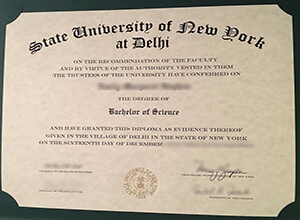 State University of New York
at Delhi
ON THE RECOMMENDATION OF THE FACULTY
AND BY VIRTUE OF THE AUTHORITY VESTED IN THEM
THE TRUSTEES OF THE UNIVERSITY HAVE CONFERRED ON
THE DEGREE OF
Bachelor of Science
AND HAVE GRANTED THIS DIPLOMA AS EVIDENCE THEREOF
GIVEN IN THE VILLAGE OF DELHI IN THE STATE OF NEW YORK
ON THE SIXTEENTH DAY OF DECEMBER